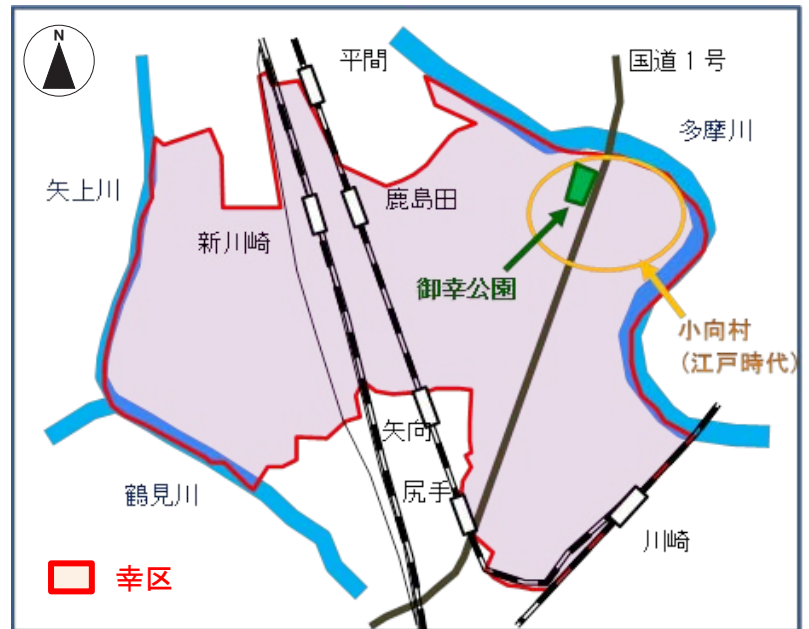 N
平間
国道１号
多摩川
矢上川
鹿島田
新川崎
御幸公園
小向村
(江戸時代)
矢向
尻手
鶴見川
川崎
幸区